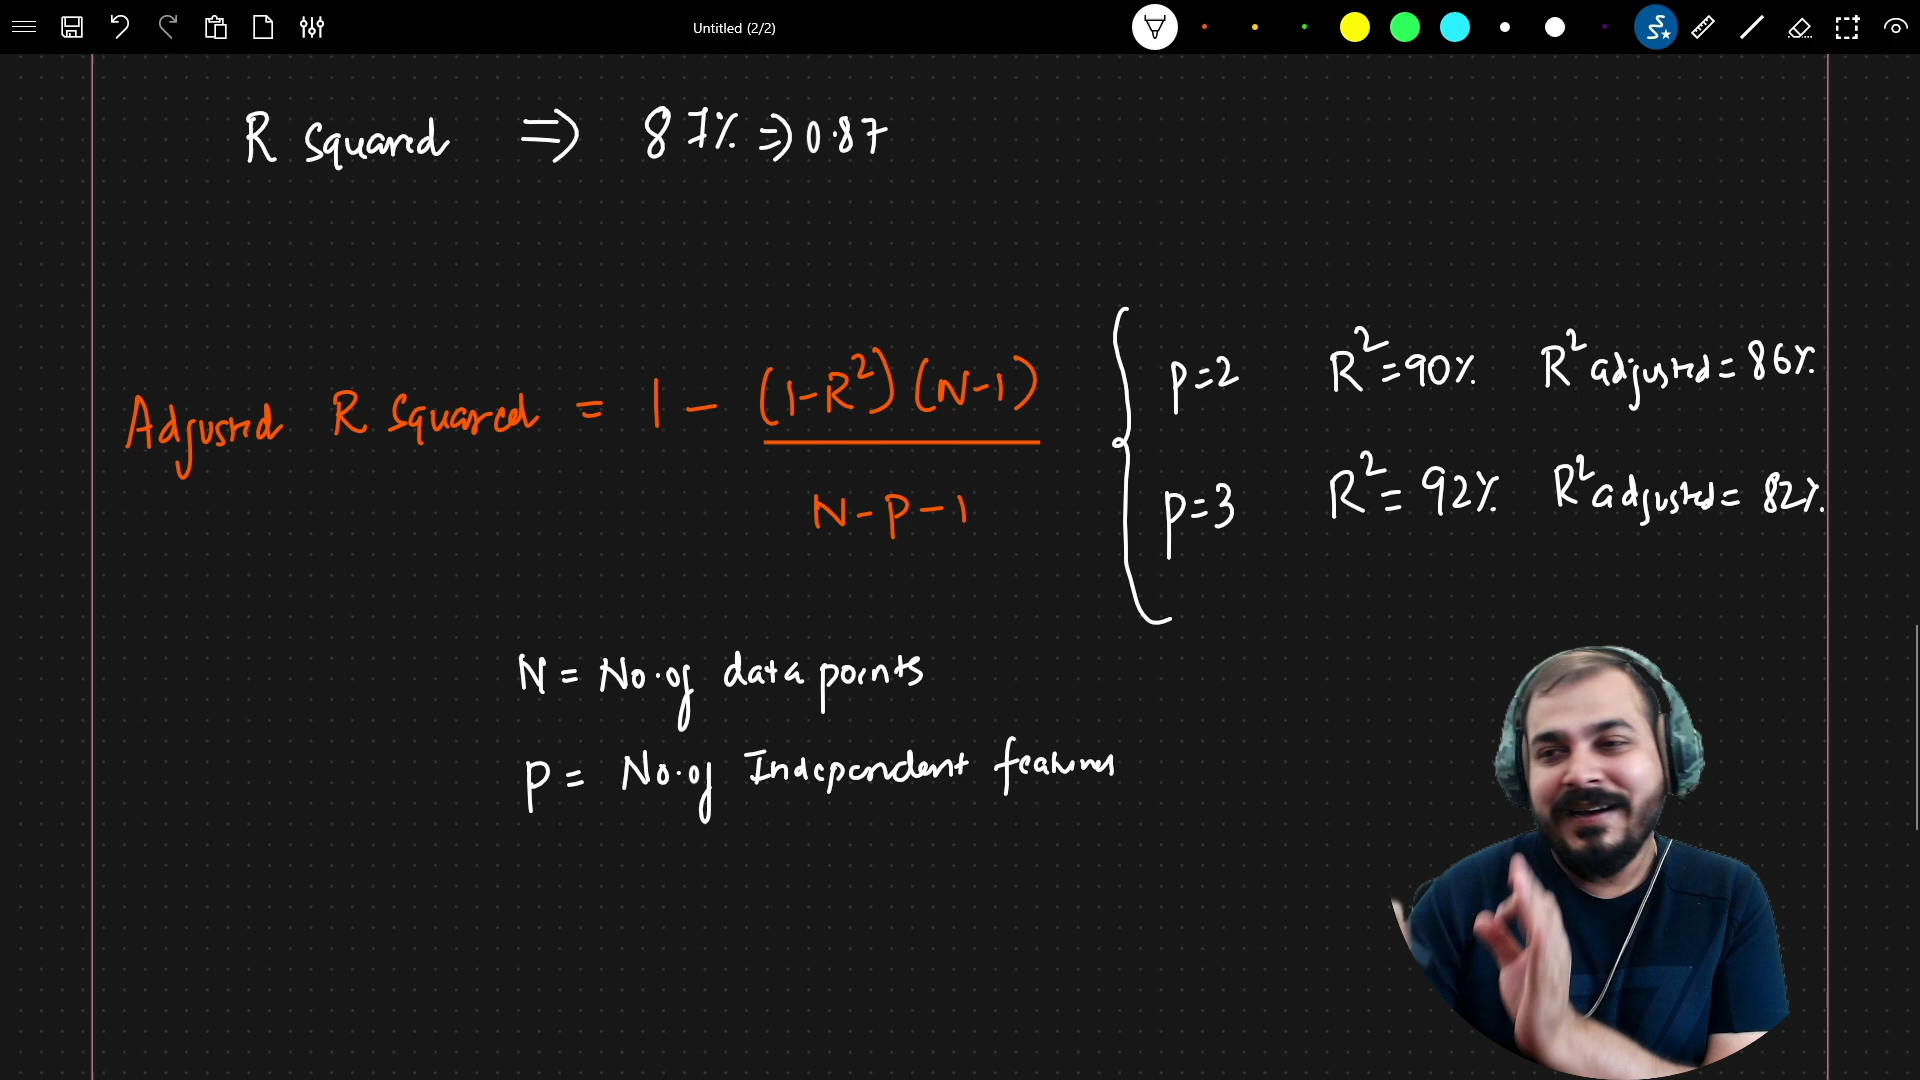 Untitled (2/2)
R squared ⇒ 87% ⇒ 0.87
Adjusted R squared = 1 - (1-R²)(N-1)
N-P-1
P=2 R²=90% R² adjusted = 86%
P=3 R²= 92% R² adjusted = 82%
N = No. of data points
P = No. of Independent features